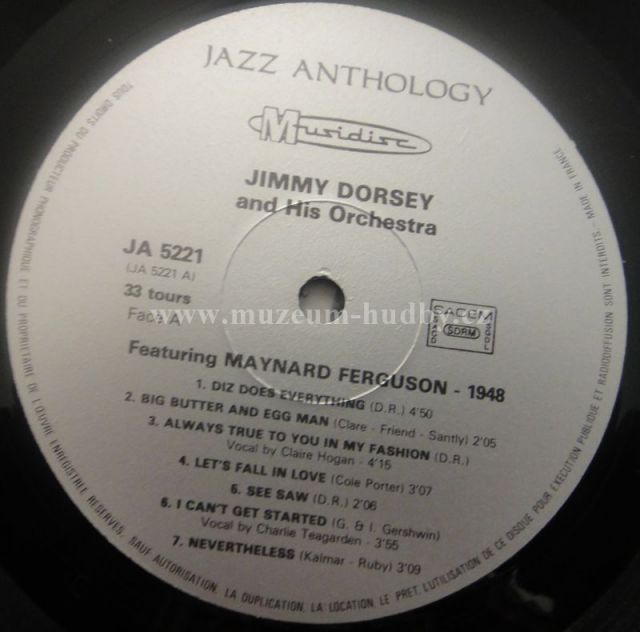 JAZZ ANTHOLOGY
Musidisc
JIMMY DORSEY
and His Orchestra
JA 5221
(JA 5221 A)
33 tours
Face A
SACEM
SACD
SDRM
SGDL
www.muzeum-hudby.cz
Featuring MAYNARD FERGUSON - 1948
1. DIZ DOES EVERYTHING (D.R.) 4'50
2. BIG BUTTER AND EGG MAN (Clare - Friend - Santly) 2'05
3. ALWAYS TRUE TO YOU IN MY FASHION (D.R.)
Vocal by Claire Hogan - 4'15
4. LET'S FALL IN LOVE (Cole Porter) 3'07
5. SEE SAW (D.R.) 2'06
6. I CAN'T GET STARTED (G. & I. Gershwin)
Vocal by Charlie Teagarden - 3'55
7. NEVERTHELESS (Kalmar - Ruby) 3'09
TOUS DROITS DU PRODUCTEUR PHONOGRAPHIQUE ET DU PROPRIETAIRE DE L'ŒUVRE ENREGISTREE RESERVES. SAUF AUTORISATION, LA DUPLICATION, LA LOCATION, LE PRET, L'UTILISATION DE CE DISQUE POUR EXECUTION PUBLIQUE ET RADIODIFFUSION SONT INTERDITS - MADE IN FRANCE